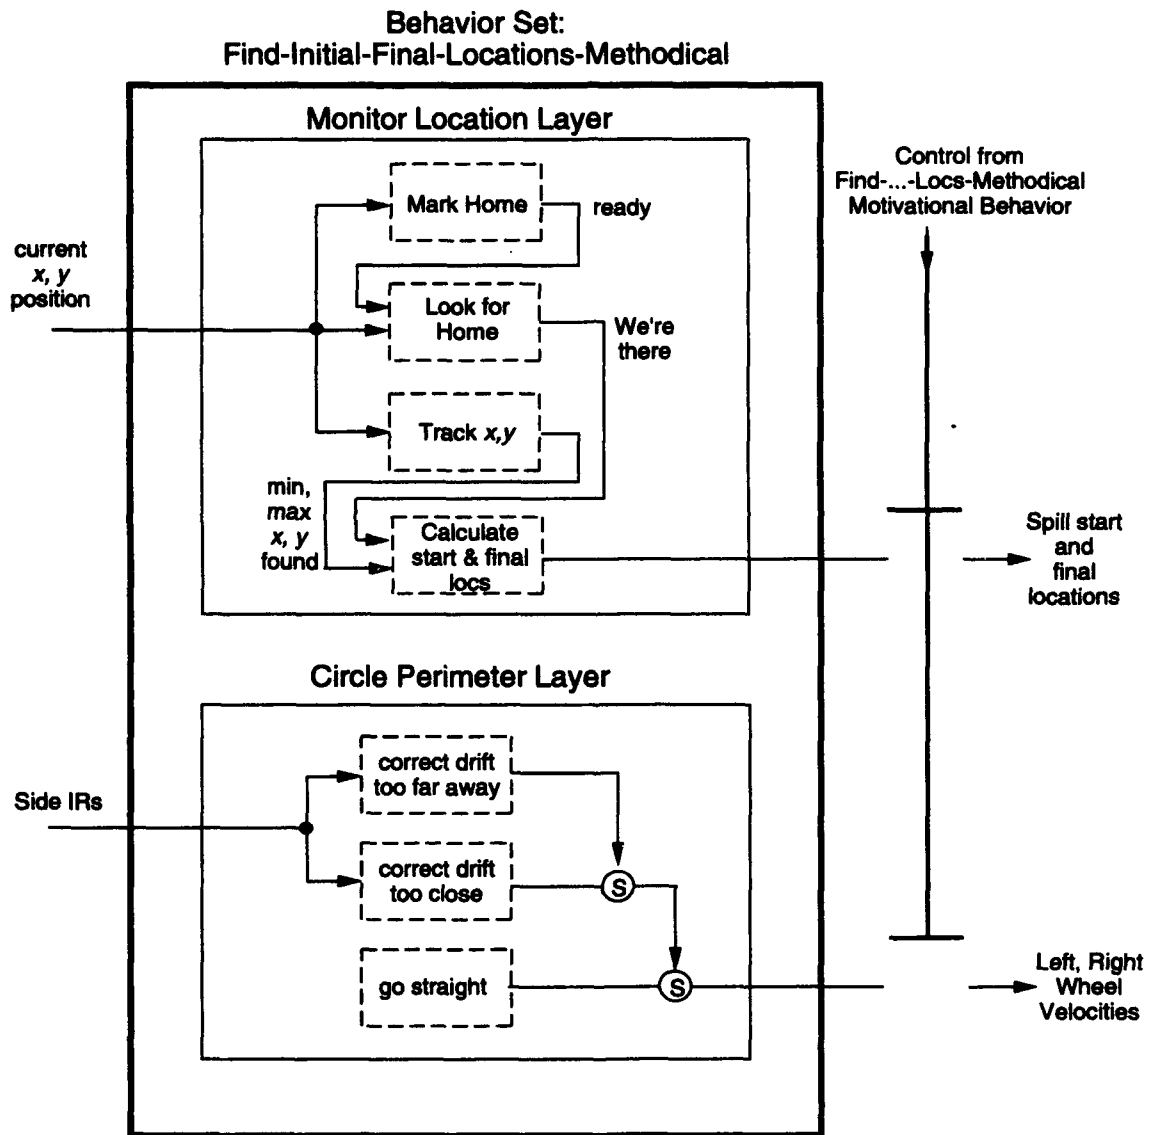 Behavior Set:
Find-Initial-Final-Locations-Methodical
Monitor Location Layer
Mark Home
ready
current
x, y
position
Look for
Home
We're
there
Track x,y
min,
max
x, y
found
Calculate
start & final
locs
Control from
Find-...-Locs-Methodical
Motivational Behavior
Spill start
and
final
locations
Circle Perimeter Layer
Side IRs
correct drift
too far away
correct drift
too close
S
go straight
S
Left, Right
Wheel
Velocities